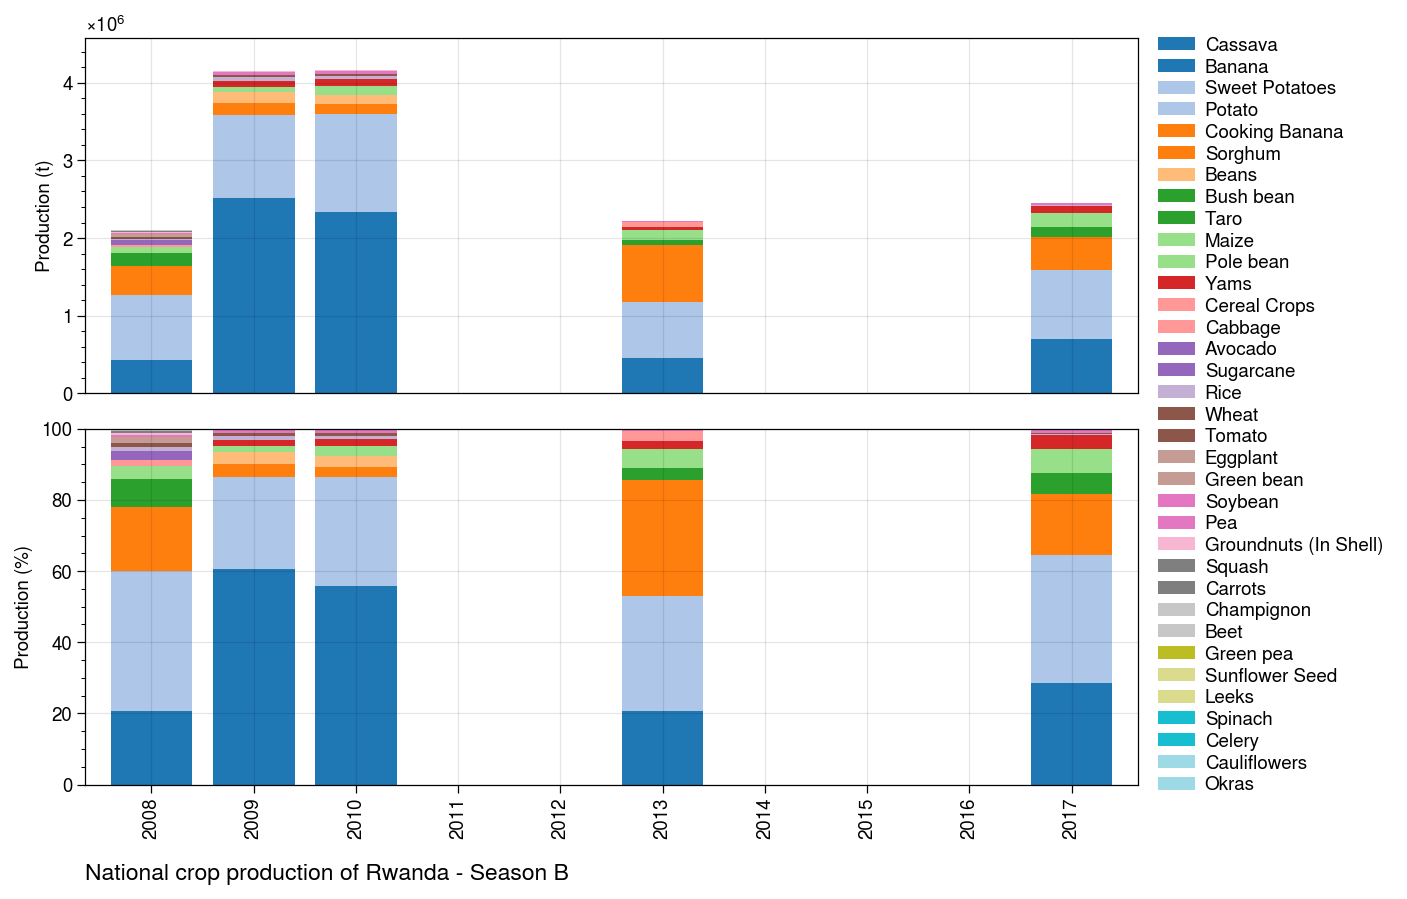 ×10⁶
4
3
2
1
0
Production (t)
100
80
60
40
20
0
Production (%)
2008
2009
2010
2011
2012
2013
2014
2015
2016
2017
Cassava
Banana
Sweet Potatoes
Potato
Cooking Banana
Sorghum
Beans
Bush bean
Taro
Maize
Pole bean
Yams
Cereal Crops
Cabbage
Avocado
Sugarcane
Rice
Wheat
Tomato
Eggplant
Green bean
Soybean
Pea
Groundnuts (In Shell)
Squash
Carrots
Champignon
Beet
Green pea
Sunflower Seed
Leeks
Spinach
Celery
Cauliflowers
Okras
National crop production of Rwanda - Season B